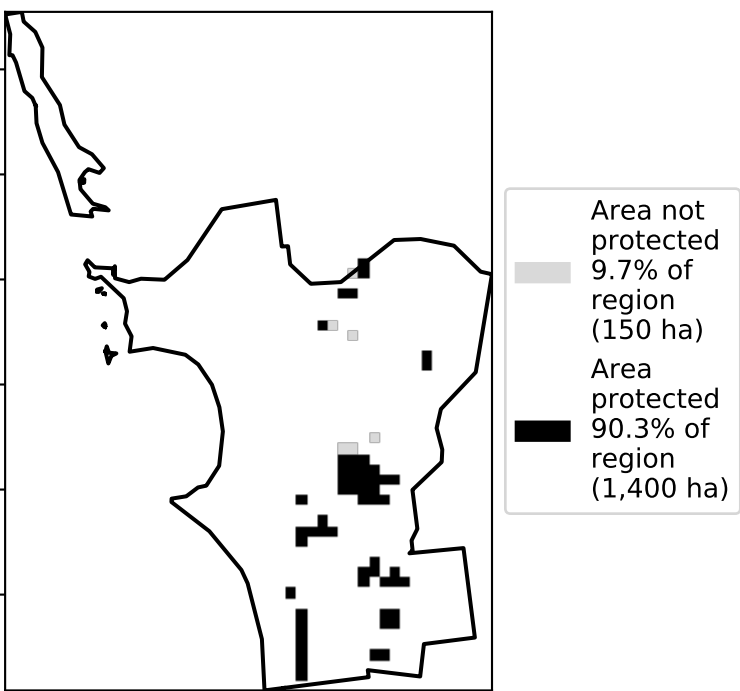 Area not
protected
9.7% of
region
(150 ha)
Area
protected
90.3% of
region
(1,400 ha)